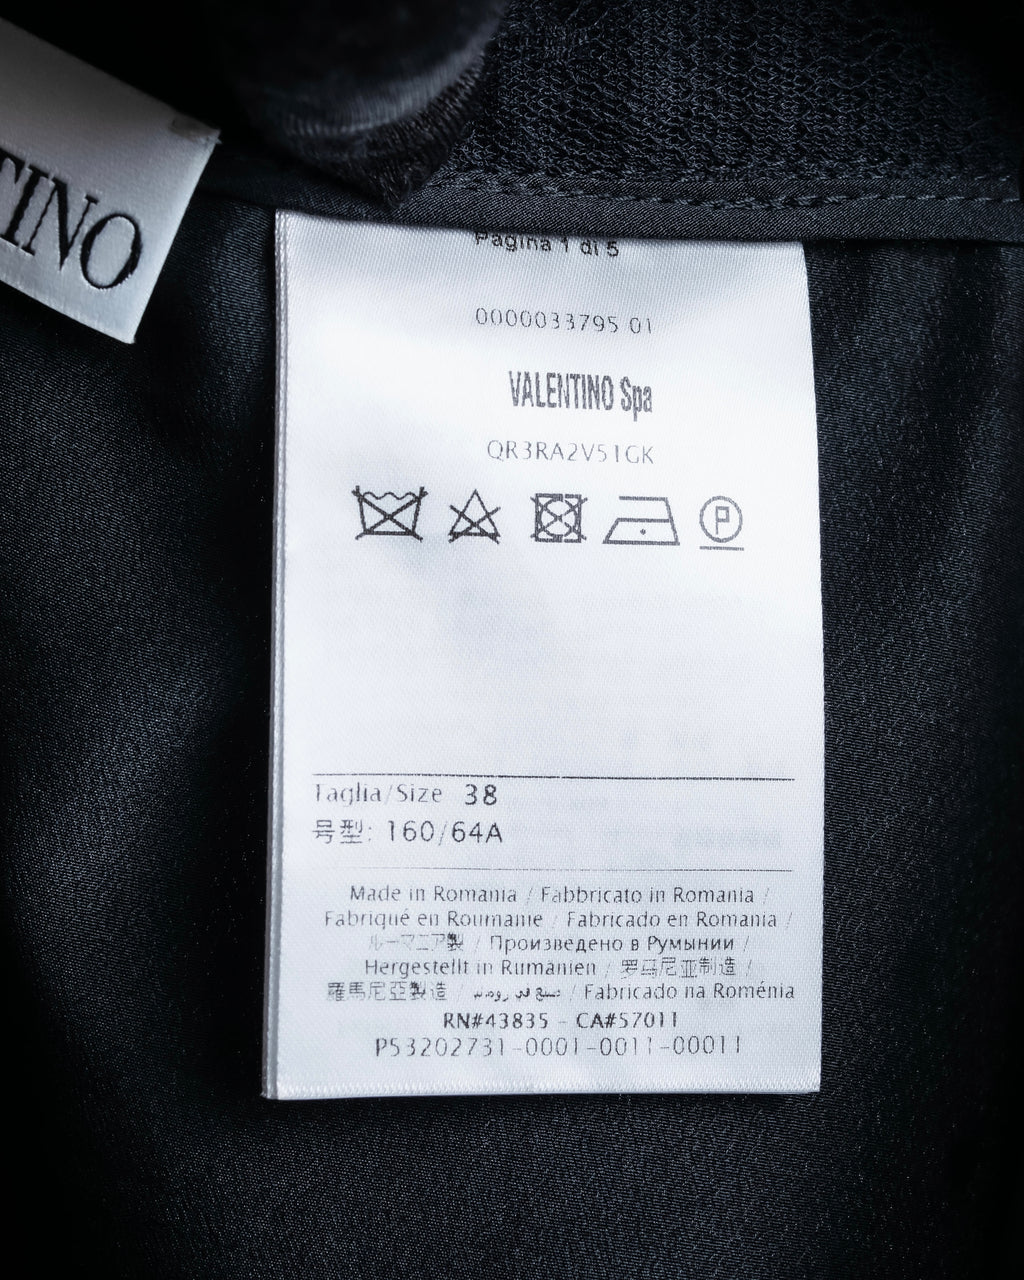 TINO
Pagina 1 di 5
0000033795 01
VALENTINO Spa
QR3RA2V51GK
P
Taglia/Size 38
号型: 160/64A
Made in Romania / Fabbricato in Romania /
Fabriqué en Roumanie / Fabricado en Romania /
ルーマニア製 / Произведено в Румынии /
Hergestellt in Rumänien / 罗马尼亚制造 /
羅馬尼亞製造 / صنع في / Fabricado na Roménia
RN#43835 - CA#57011
P53202731-0001-0011-00011